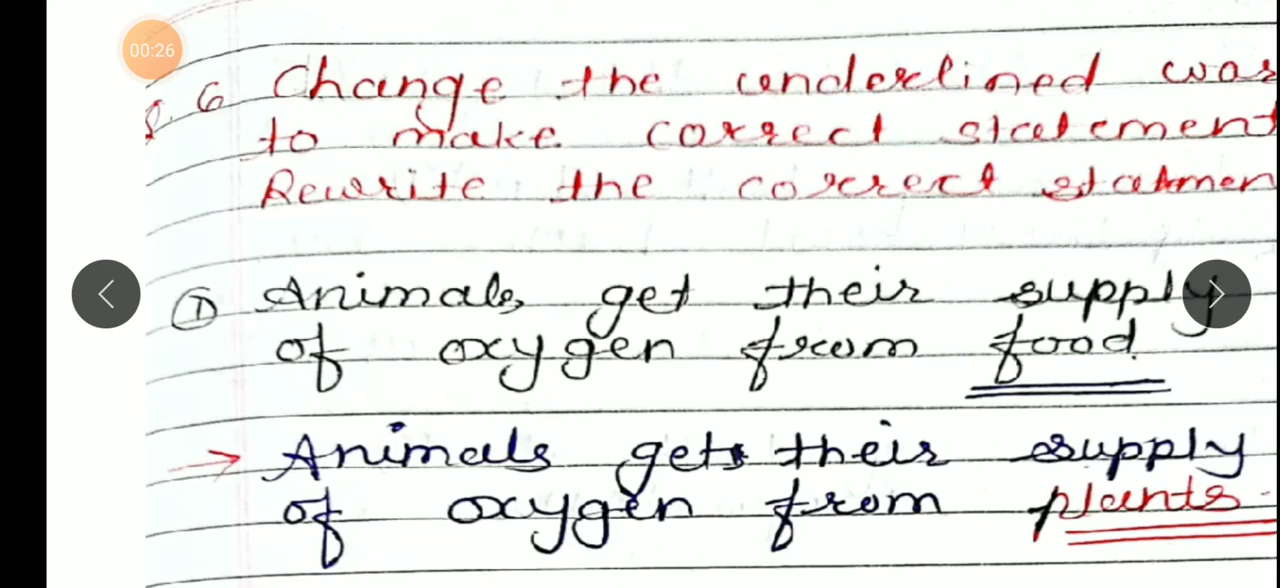 00:26
Q. 6 Change the underlined wor
to make correct statement
Rewrite the correct statmen
① Animals get their supply
of oxygen from food.
→ Animals gets their supply
of oxygen from plants.